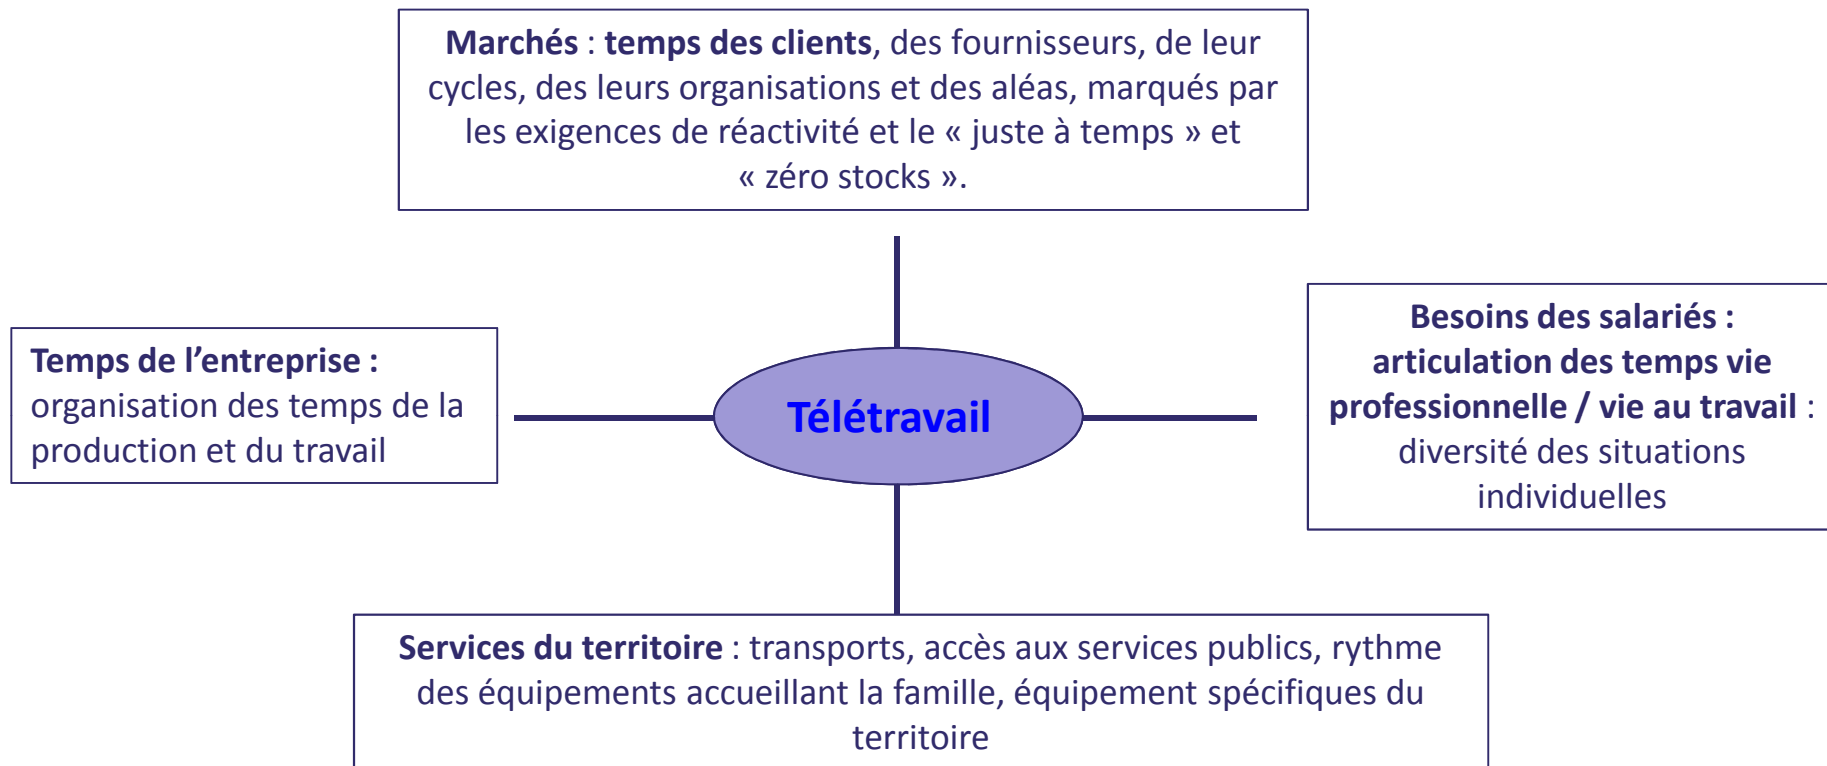 Marchés : temps des clients, des fournisseurs, de leur
cycles, des leurs organisations et des aléas, marqués par
les exigences de réactivité et le « juste à temps » et
« zéro stocks ».
Temps de l’entreprise :
organisation des temps de la
production et du travail
Télétravail
Besoins des salariés :
articulation des temps vie
professionnelle / vie au travail :
diversité des situations
individuelles
Services du territoire : transports, accès aux services publics, rythme
des équipements accueillant la famille, équipement spécifiques du
territoire